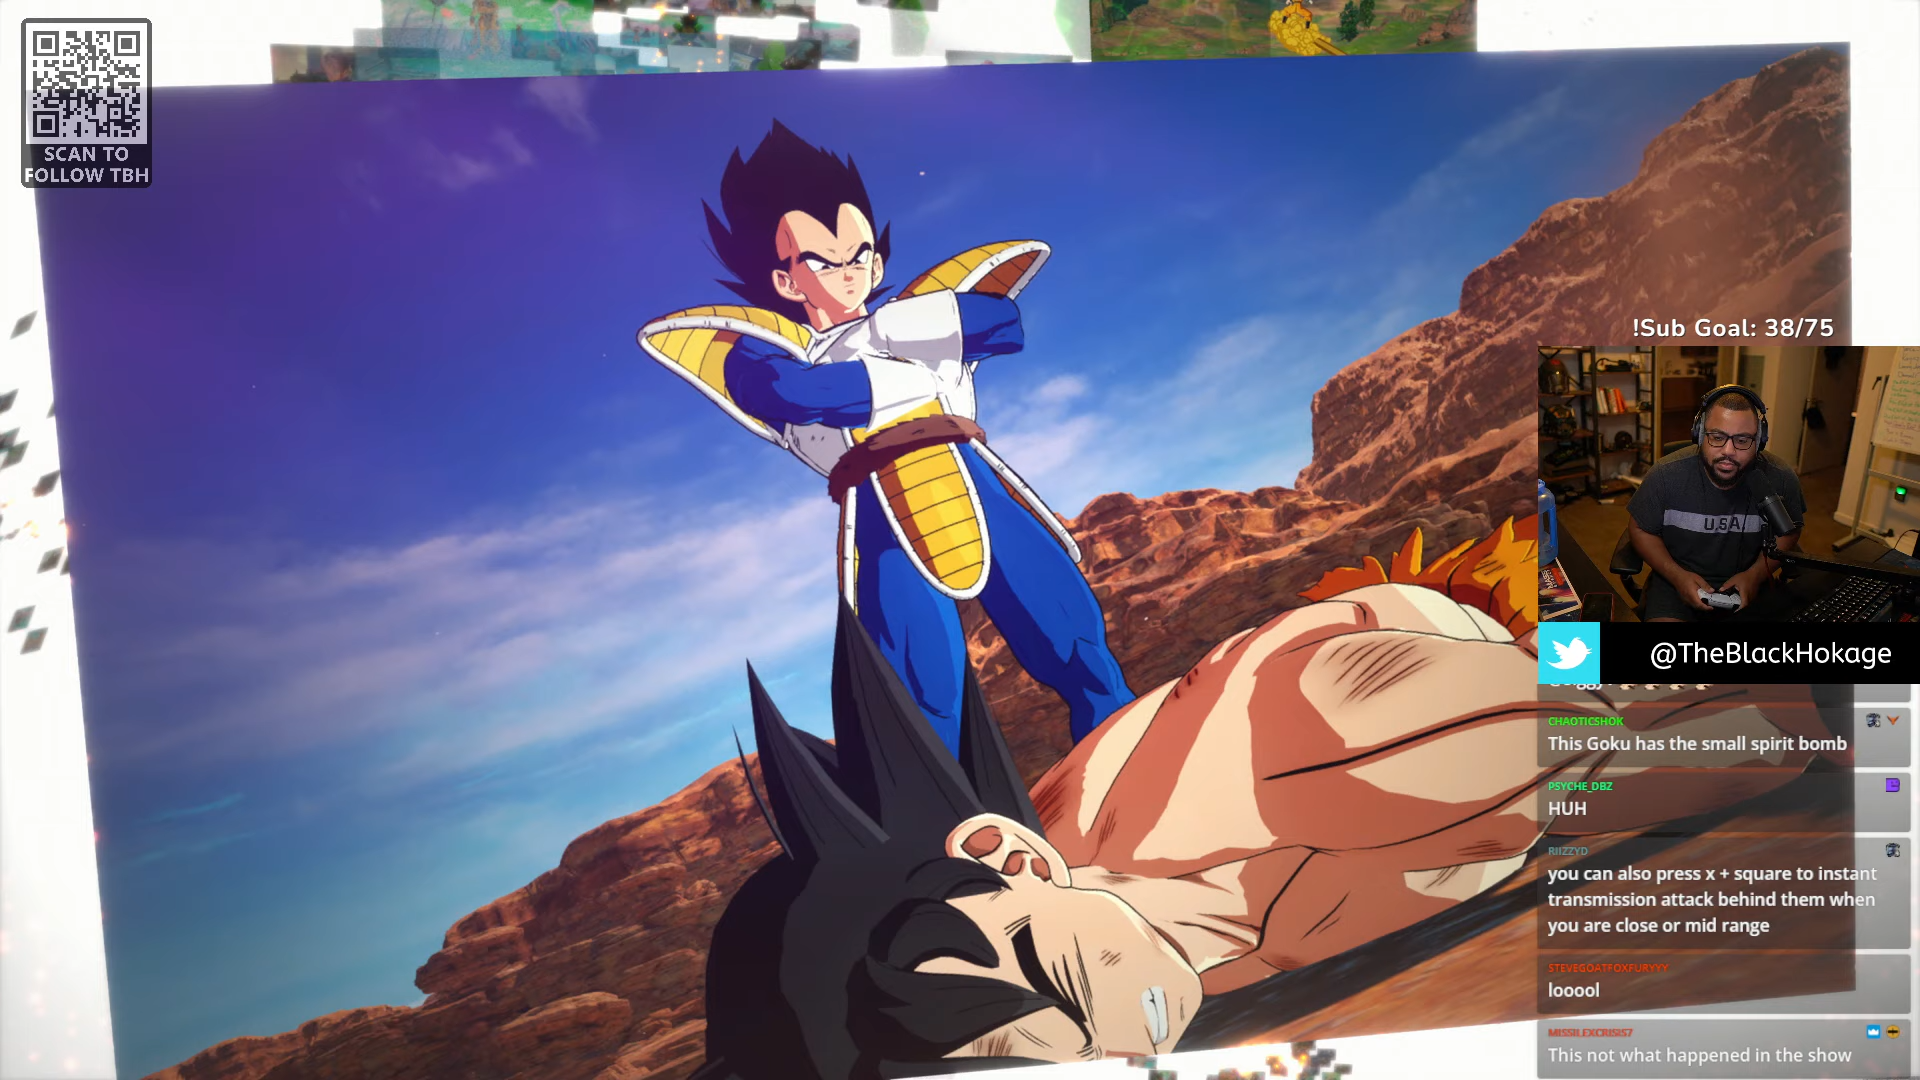 SCAN TO
FOLLOW TBH
!Sub Goal: 38/75
U.S.A.
@TheBlackHokage
CHAOTICSHOK
This Goku has the small spirit bomb
PSYCHE_DBZ
HUH
RIIZZYD
you can also press x + square to instant
transmission attack behind them when
you are close or mid range
STEVEGOATFOXFURYYY
looool
MISSILEXCRISIS7
This not what happened in the show